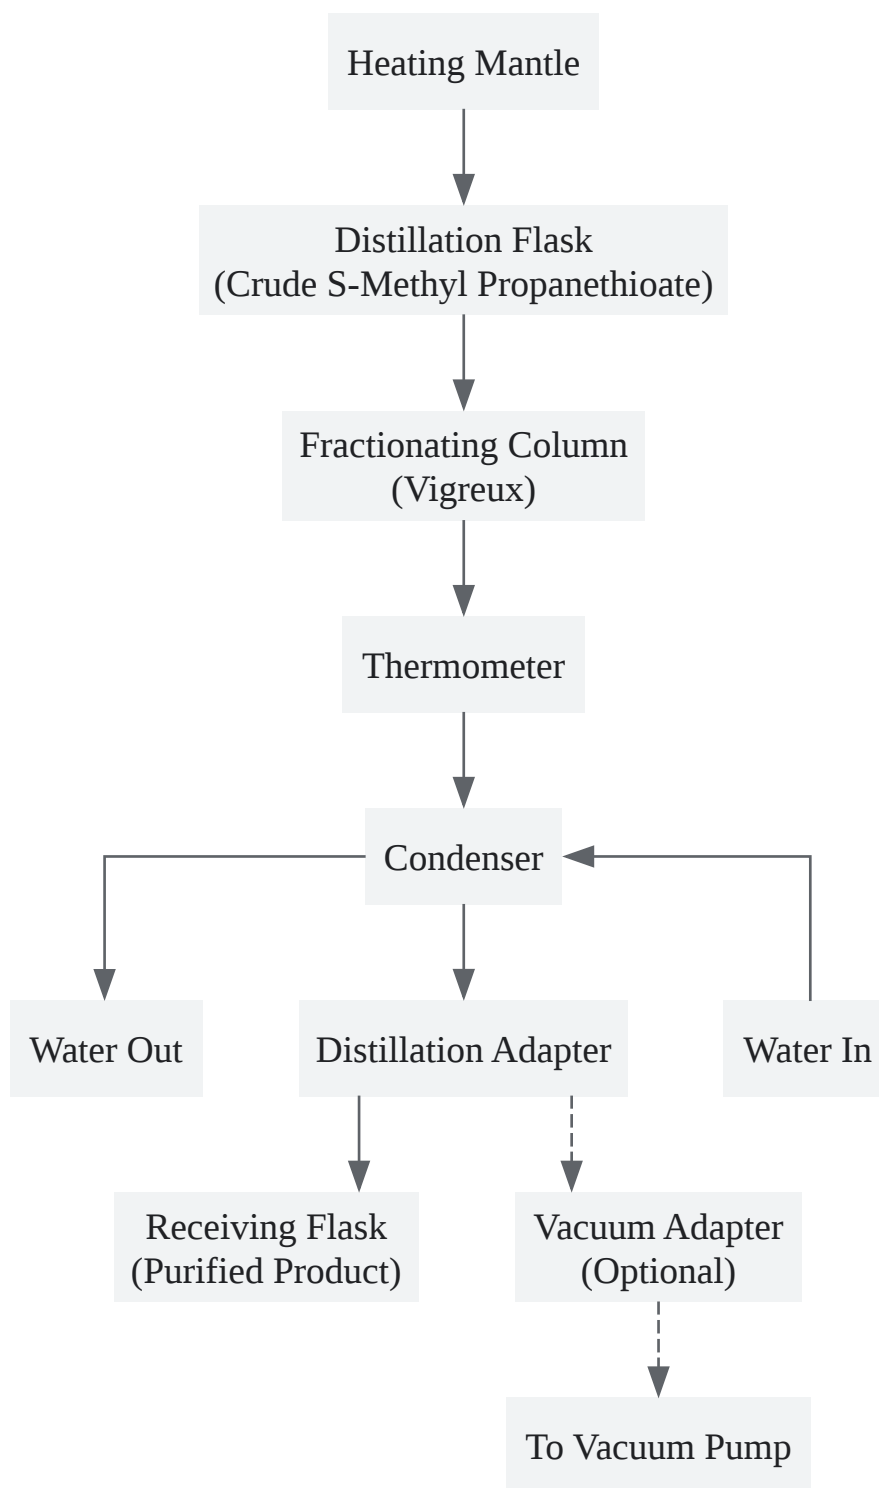 Heating Mantle
Distillation Flask
(Crude S-Methyl Propanethioate)
Fractionating Column
(Vigreux)
Thermometer
Condenser
Water Out
Distillation Adapter
Water In
Receiving Flask
(Purified Product)
Vacuum Adapter
(Optional)
To Vacuum Pump